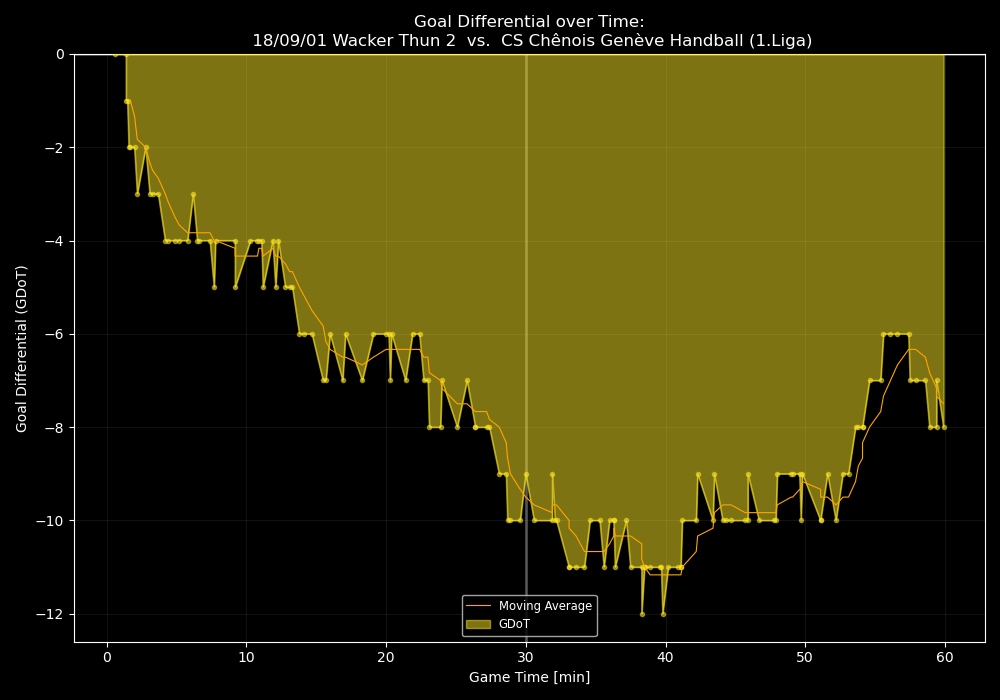 Goal Differential over Time:
18/09/01 Wacker Thun 2  vs.  CS Chênois Genève Handball (1.Liga)
0
−2
−4
−6
−8
−10
−12
Goal Differential (GDoT)
Moving Average
GDoT
0
10
20
30
40
50
60
Game Time [min]